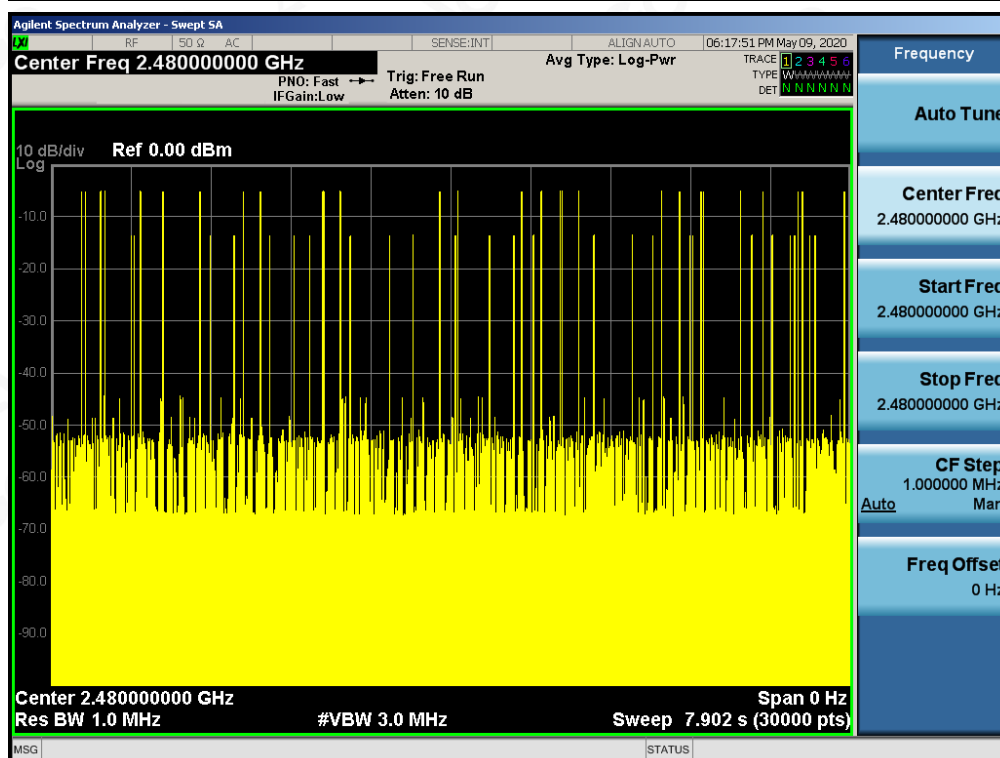 Agilent Spectrum Analyzer - Swept SA
LXI RF 50 Ω AC SENSE:INT ALIGN AUTO 06:17:51 PM May 09, 2020
Center Freq 2.480000000 GHz
PNO: Fast
IFGain:Low
Trig: Free Run
Atten: 10 dB
Avg Type: Log-Pwr
TRACE 1 2 3 4 5 6
TYPE WWWWWW
DET N N N N N N
10 dB/div Ref 0.00 dBm
Log
-10.0
-20.0
-30.0
-40.0
-50.0
-60.0
-70.0
-80.0
-90.0
Center 2.480000000 GHz Span 0 Hz
Res BW 1.0 MHz #VBW 3.0 MHz Sweep 7.902 s (30000 pts)
MSG STATUS
Frequency
Auto Tune
Center Freq
2.480000000 GHz
Start Freq
2.480000000 GHz
Stop Freq
2.480000000 GHz
CF Step
1.000000 MHz
Auto Man
Freq Offset
0 Hz